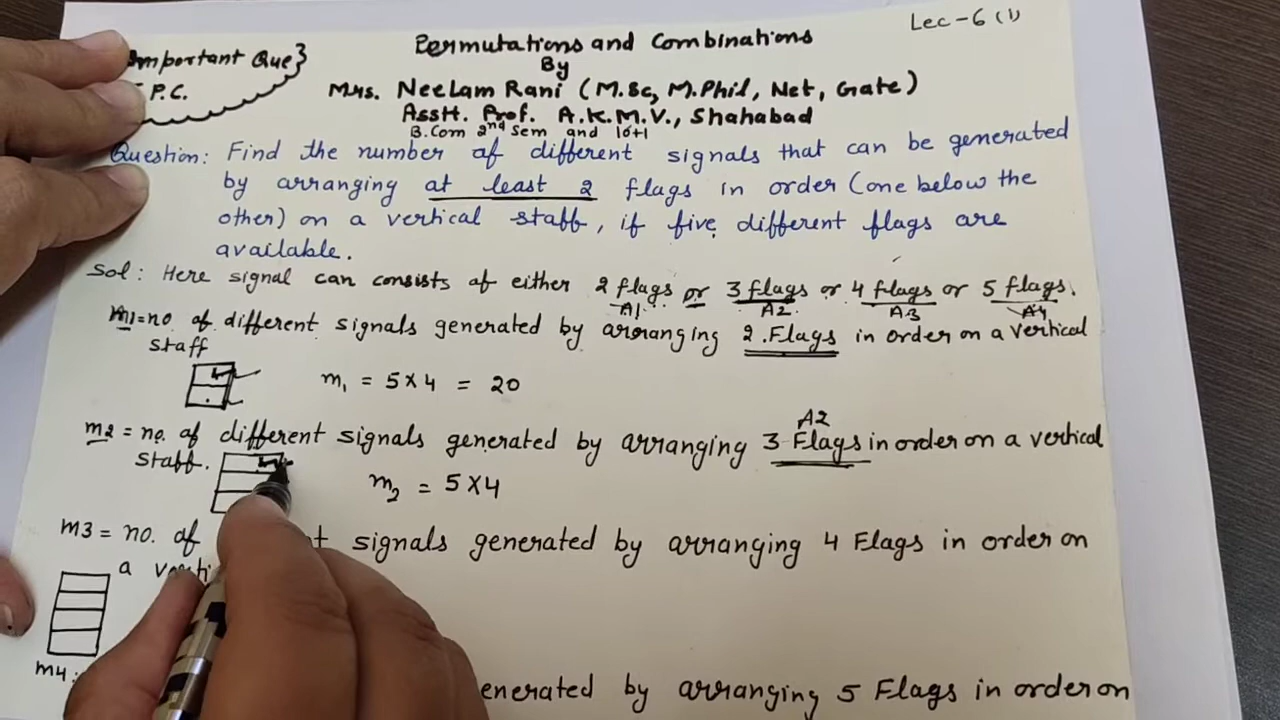 Lec-6(1)
Important Que}
F.P.C.
Permutations and Combinations
By
Mrs. Neelam Rani (M.Sc, M.Phil, Net, Gate)
Asstt. Prof. A.K.M.V., Shahabad
B.Com 2nd Sem and 10+1
Question: Find the number of different signals that can be generated
by arranging at least 2 flags in order (one below the
other) on a vertical staff, if five different flags are
available.
Sol: Here signal can consists of either 2 flags or 3 flags or 4 flags or 5 flags.
A1 A2 A3 A4
m1 = no of different signals generated by arranging 2 Flags in order on a vertical
staff
m1 = 5×4 = 20
A2
m2 = no. of different signals generated by arranging 3 Flags in order on a vertical
staff.
m2 = 5×4
m3 = no. of signals generated by arranging 4 Flags in order on
a
m4
generated by arranging 5 Flags in order on